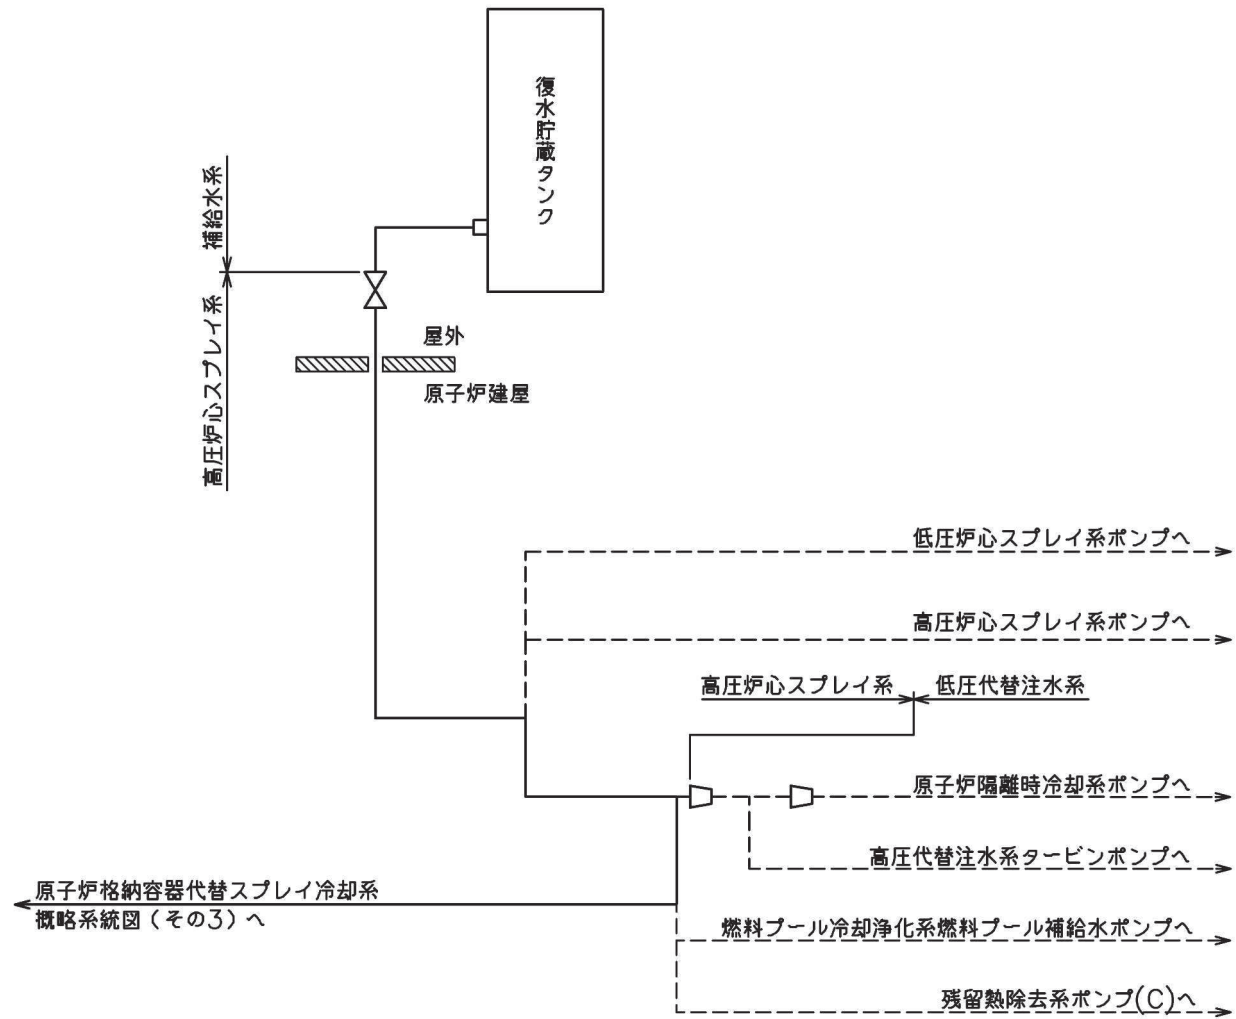 復水貯蔵タンク
補給水系
高圧炉心スプレイ系
屋外
原子炉建屋
低圧炉心スプレイ系ポンプへ
高圧炉心スプレイ系ポンプへ
高圧炉心スプレイ系
低圧代替注水系
原子炉隔離時冷却系ポンプへ
高圧代替注水系タービンポンプへ
原子炉格納容器代替スプレイ冷却系
概略系統図（その3）へ
燃料プール冷却浄化系燃料プール補給水ポンプへ
残留熱除去系ポンプ(C)へ